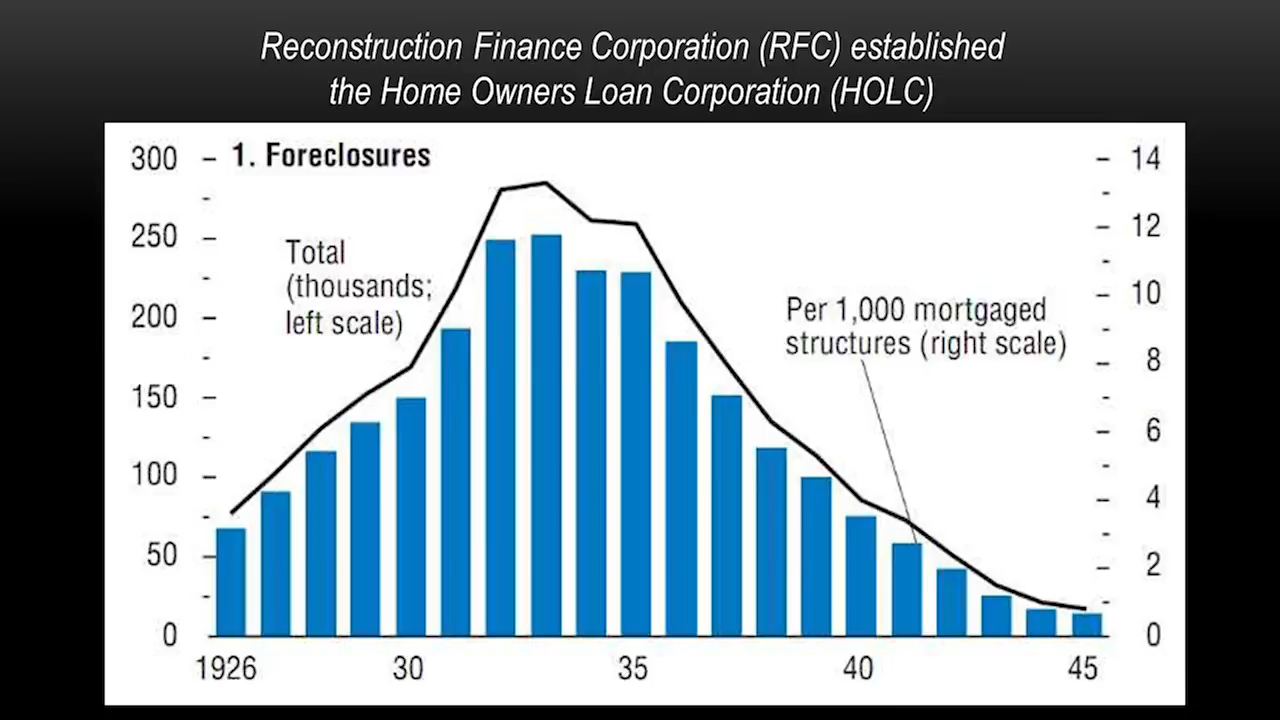 Reconstruction Finance Corporation (RFC) established
the Home Owners Loan Corporation (HOLC)
1. Foreclosures
300
250
200
150
100
50
0
Total
(thousands;
left scale)
Per 1,000 mortgaged
structures (right scale)
14
12
10
8
6
4
2
0
1926 30 35 40 45